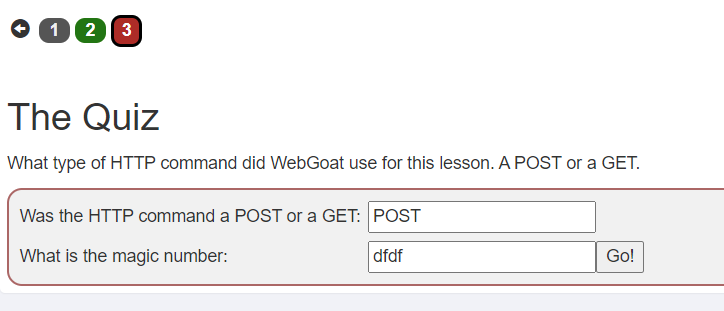 1 2 3
The Quiz
What type of HTTP command did WebGoat use for this lesson. A POST or a GET.
Was the HTTP command a POST or a GET: POST
What is the magic number: dfdf Go!